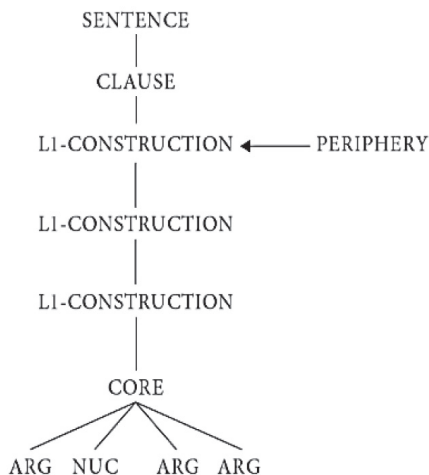 SENTENCE
CLAUSE
L1-CONSTRUCTION PERIPHERY
L1-CONSTRUCTION
L1-CONSTRUCTION
CORE
ARG NUC ARG ARG